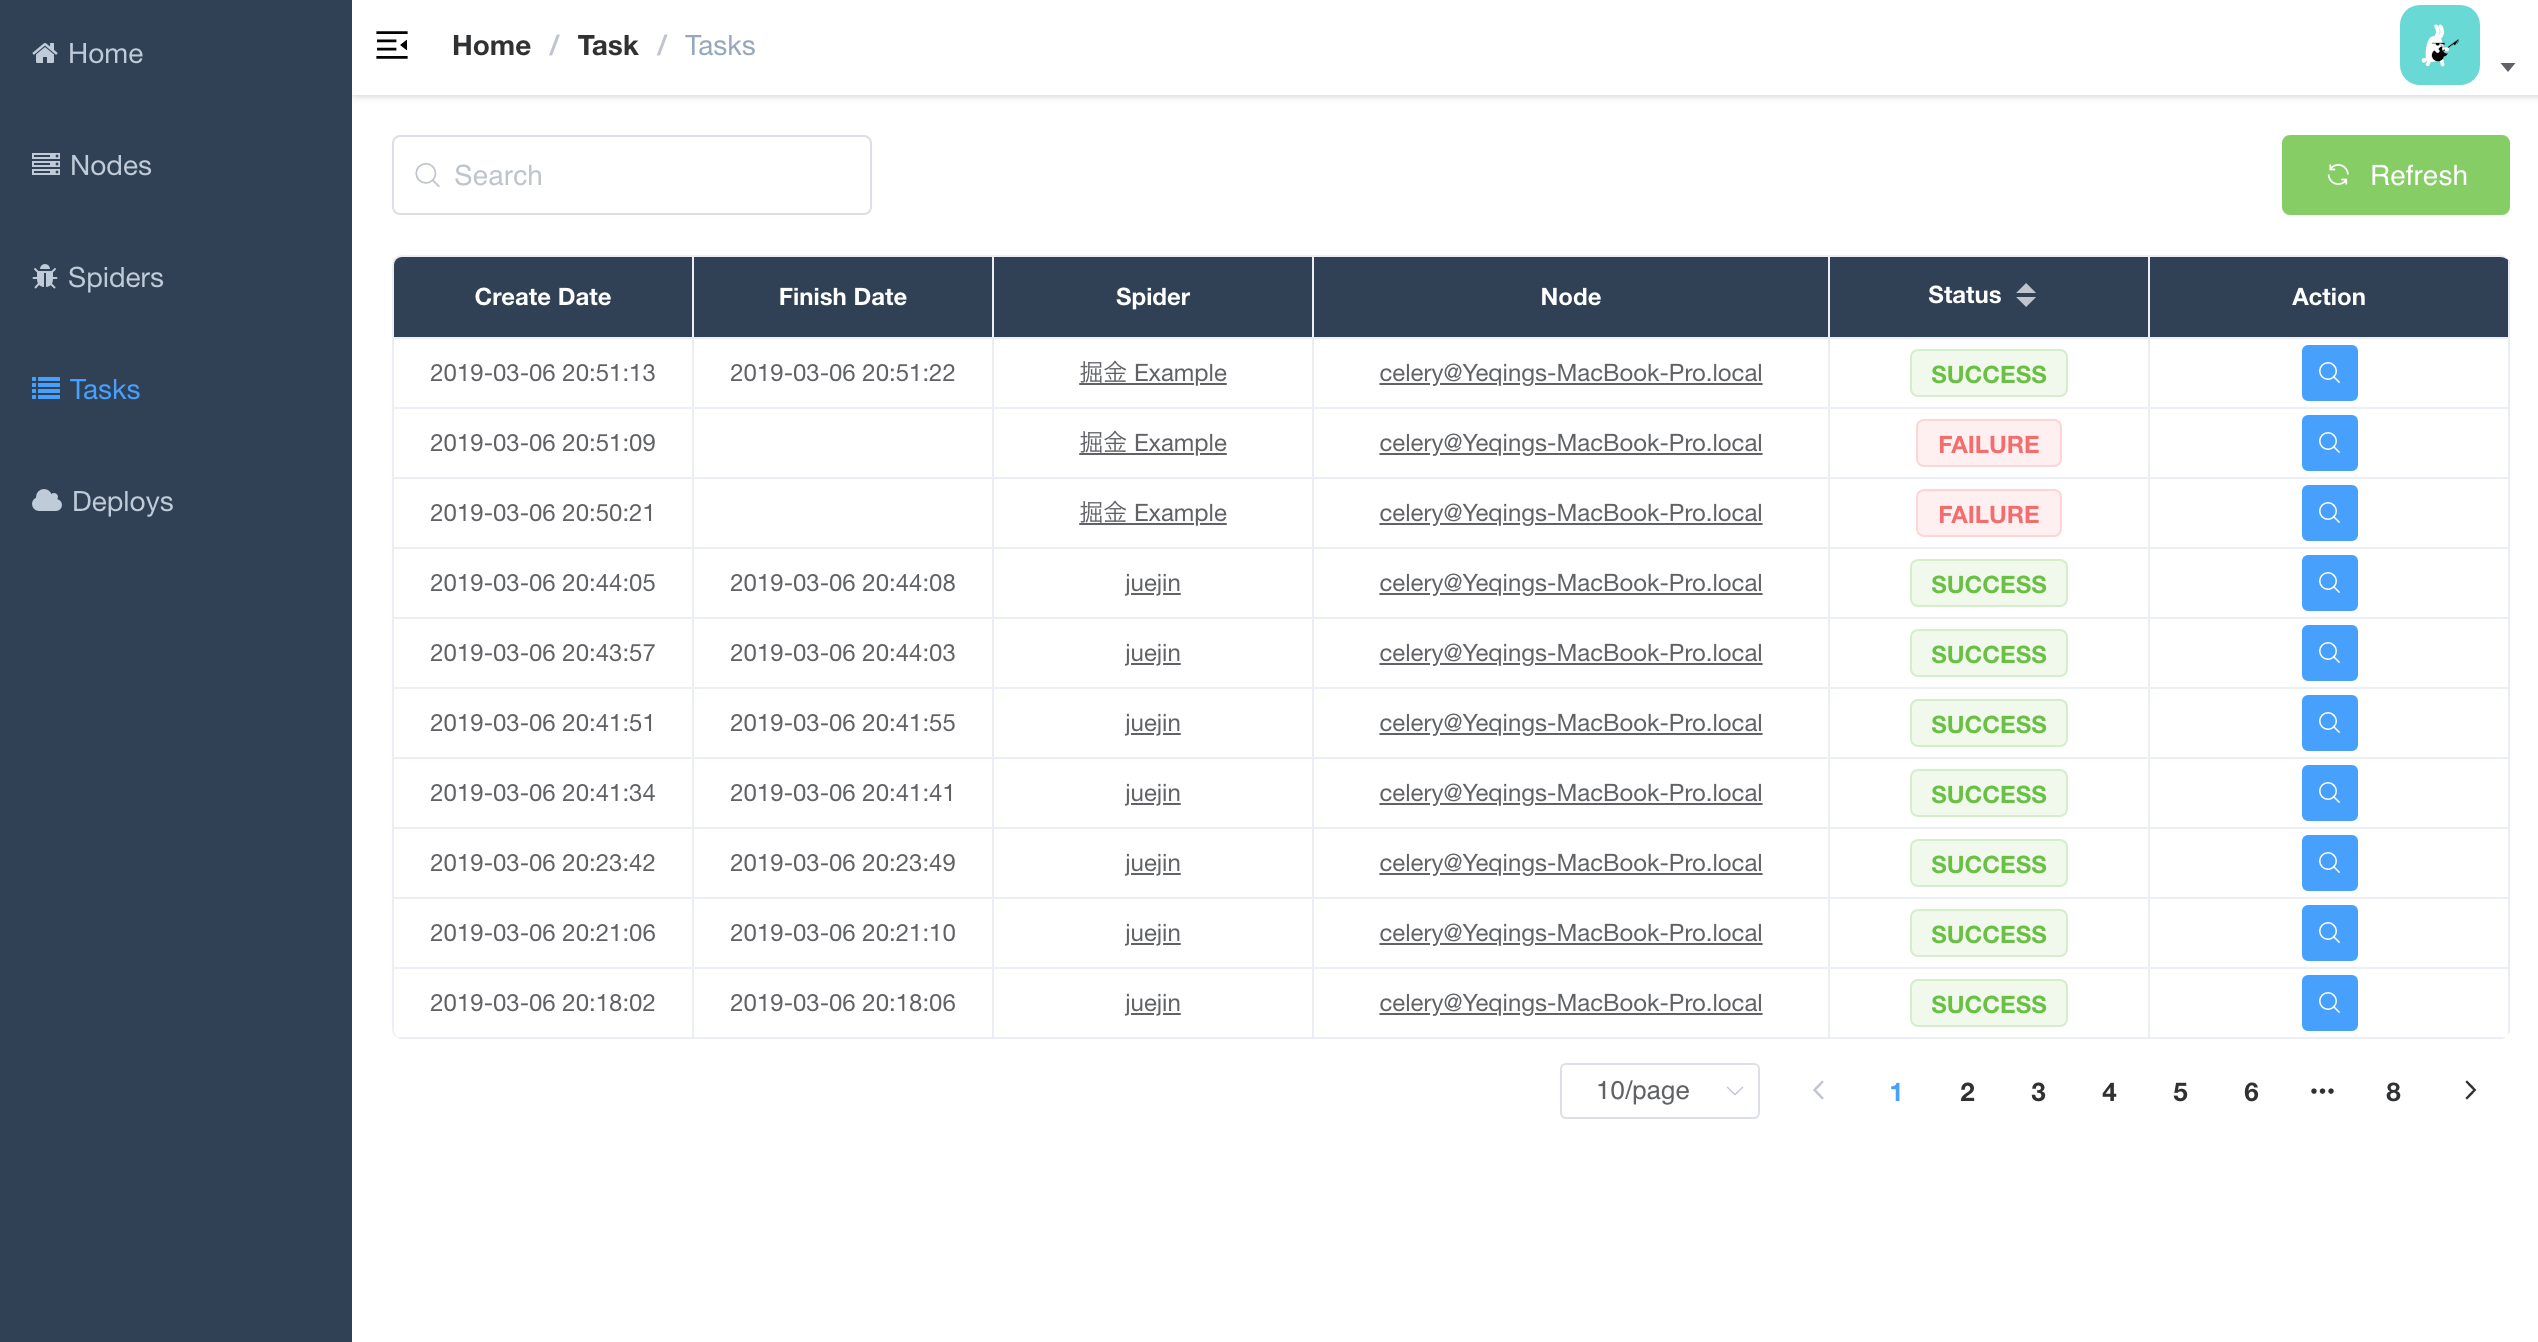 Home
Nodes
Spiders
Tasks
Deploys
Home / Task / Tasks
Search
Refresh
Create Date Finish Date Spider Node Status Action
2019-03-06 20:51:13 2019-03-06 20:51:22 掘金 Example celery@Yeqings-MacBook-Pro.local SUCCESS
2019-03-06 20:51:09 掘金 Example celery@Yeqings-MacBook-Pro.local FAILURE
2019-03-06 20:50:21 掘金 Example celery@Yeqings-MacBook-Pro.local FAILURE
2019-03-06 20:44:05 2019-03-06 20:44:08 juejin celery@Yeqings-MacBook-Pro.local SUCCESS
2019-03-06 20:43:57 2019-03-06 20:44:03 juejin celery@Yeqings-MacBook-Pro.local SUCCESS
2019-03-06 20:41:51 2019-03-06 20:41:55 juejin celery@Yeqings-MacBook-Pro.local SUCCESS
2019-03-06 20:41:34 2019-03-06 20:41:41 juejin celery@Yeqings-MacBook-Pro.local SUCCESS
2019-03-06 20:23:42 2019-03-06 20:23:49 juejin celery@Yeqings-MacBook-Pro.local SUCCESS
2019-03-06 20:21:06 2019-03-06 20:21:10 juejin celery@Yeqings-MacBook-Pro.local SUCCESS
2019-03-06 20:18:02 2019-03-06 20:18:06 juejin celery@Yeqings-MacBook-Pro.local SUCCESS
10/page 1 2 3 4 5 6 ··· 8